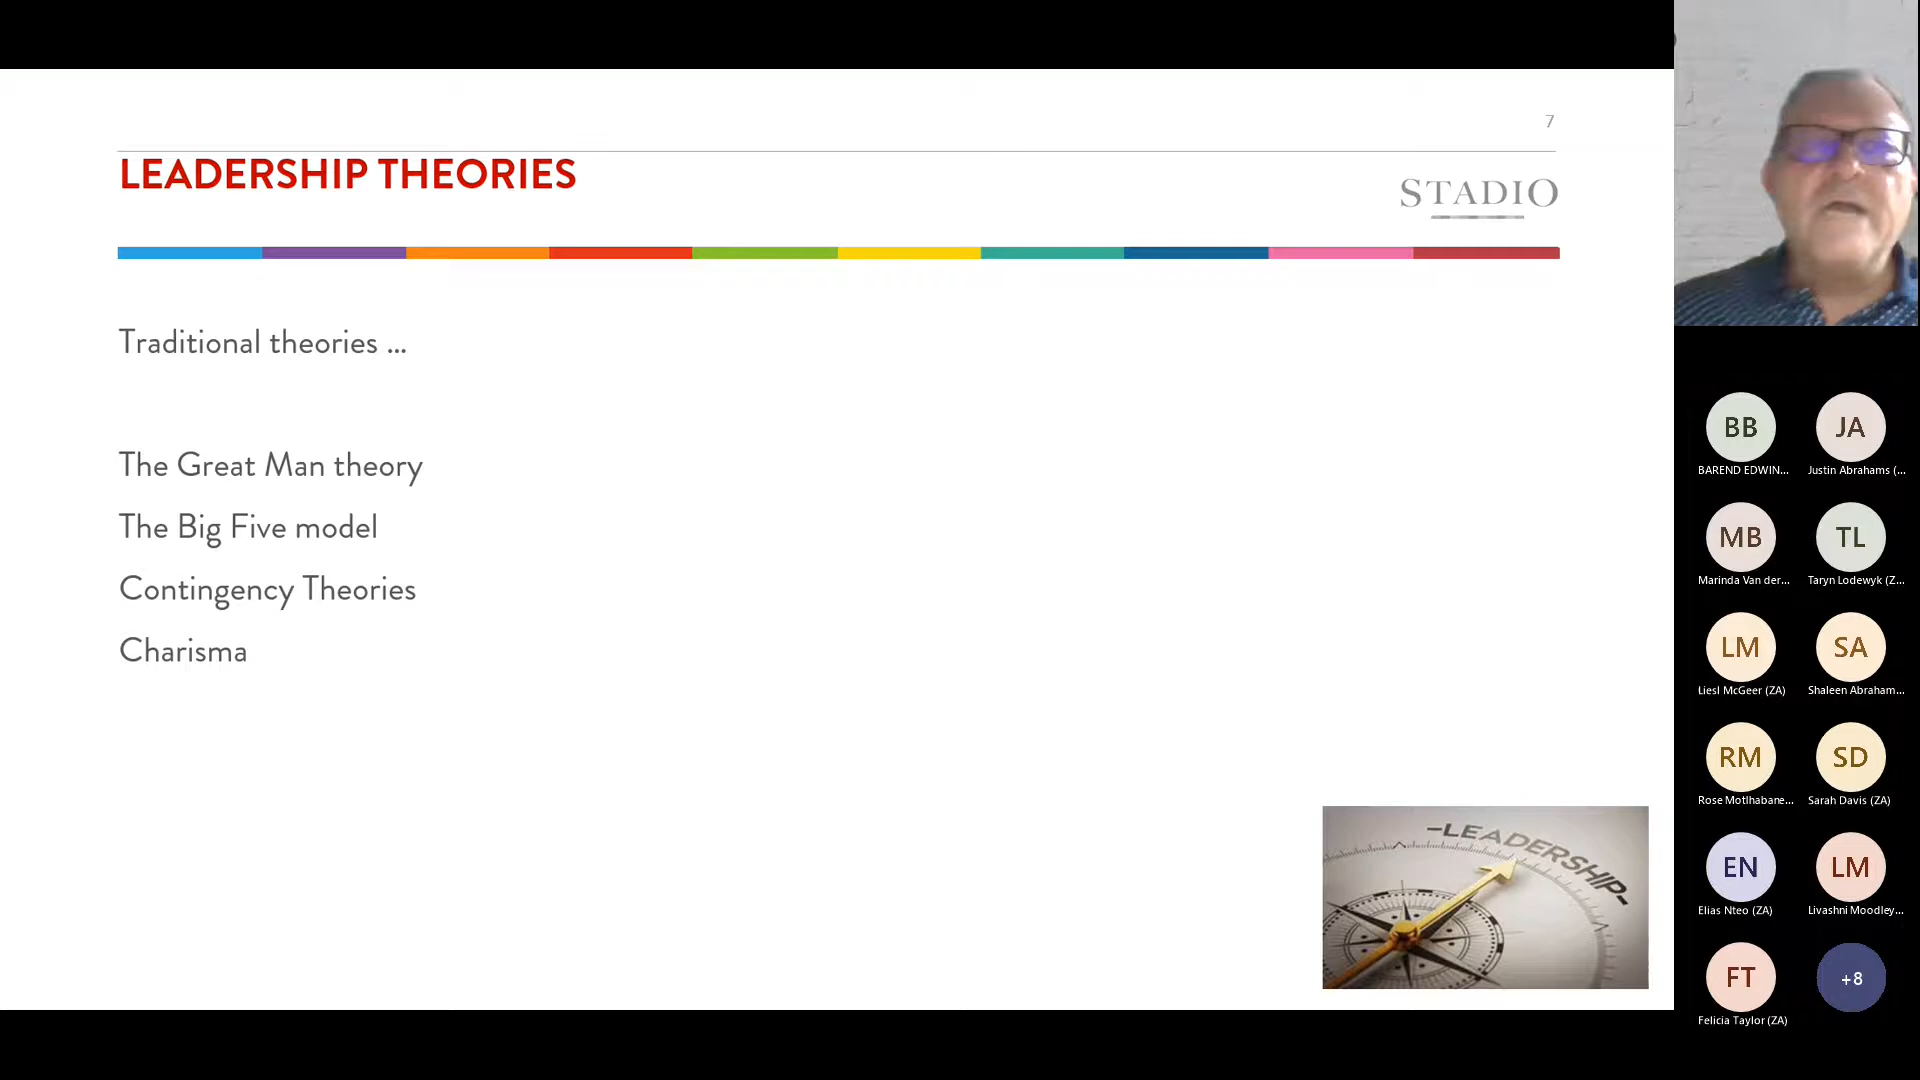 7
LEADERSHIP THEORIES
STADIO
Traditional theories ...
The Great Man theory
The Big Five model
Contingency Theories
Charisma
-LEADERSHIP-
BB
JA
BAREND EDWIN...
Justin Abrahams (...
MB
TL
Marinda Van der...
Taryn Lodewyk (Z...
LM
SA
Liesl McGeer (ZA)
Shaleen Abraham...
RM
SD
Rose Motlhabane...
Sarah Davis (ZA)
EN
LM
Elias Nteo (ZA)
Livashni Moodley...
FT
+8
Felicia Taylor (ZA)